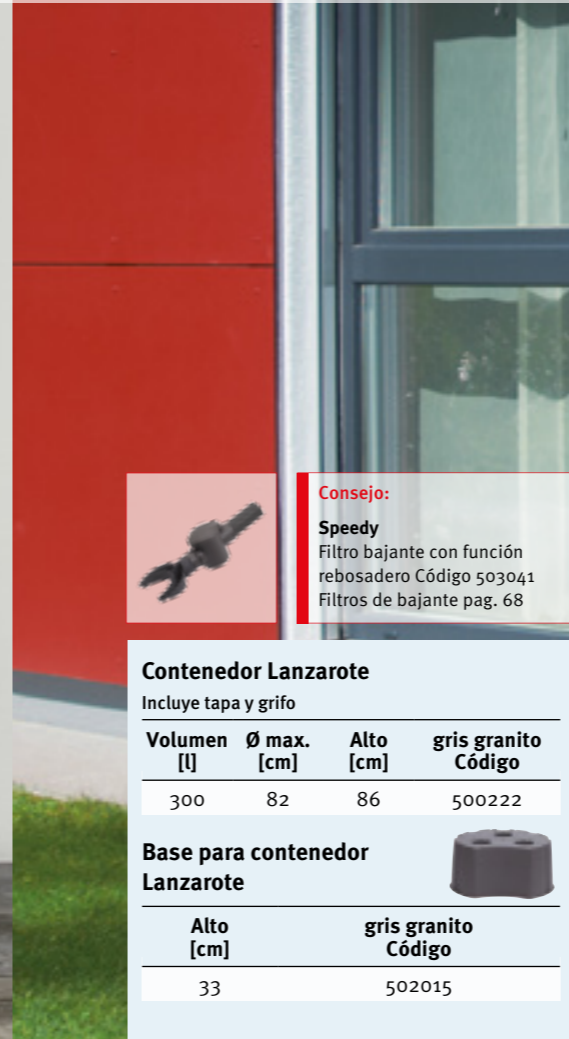 Consejo:
Speedy
Filtro bajante con función
rebosadero Código 503041
Filtros de bajante pag. 68
Contenedor Lanzarote
Incluye tapa y grifo
Volumen [l] Ø max. [cm] Alto [cm] gris granito Código
300 82 86 500222
Base para contenedor
Lanzarote
Alto [cm] gris granito Código
33 502015